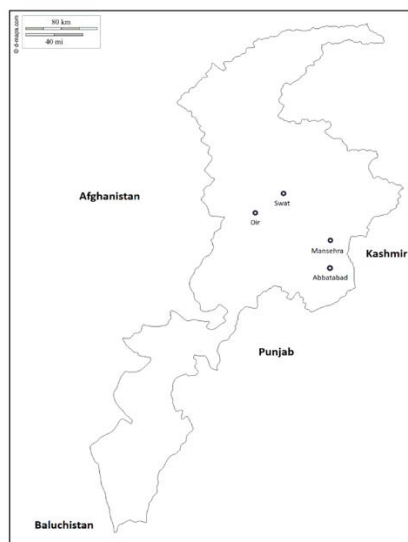 80 km
40 mi
© d-maps.com
Afghanistan
Swat
Dir
Mansehra
Kashmir
Abbatabad
Punjab
Baluchistan